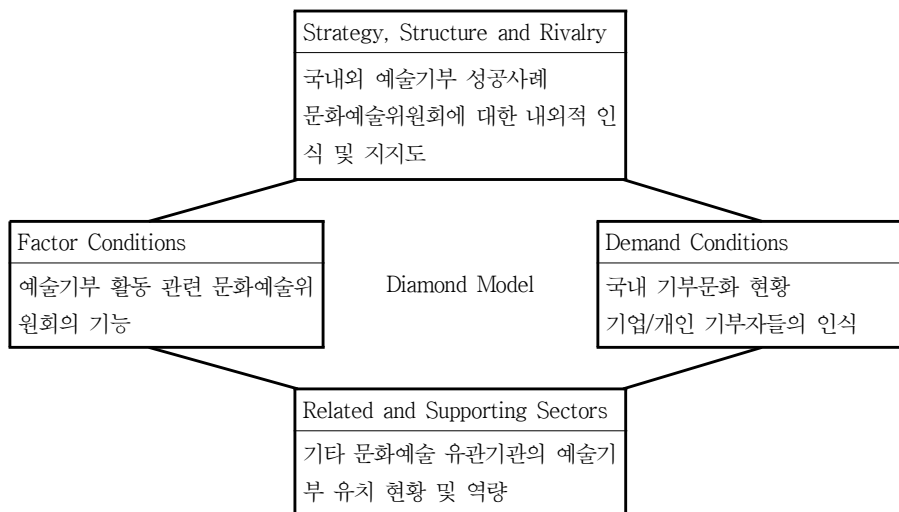 Strategy, Structure and Rivalry
국내외 예술기부 성공사례
문화예술위원회에 대한 내외적 인
식 및 지지도
Factor Conditions
예술기부 활동 관련 문화예술위
원회의 기능
Diamond Model
Demand Conditions
국내 기부문화 현황
기업/개인 기부자들의 인식
Related and Supporting Sectors
기타 문화예술 유관기관의 예술기
부 유치 현황 및 역량